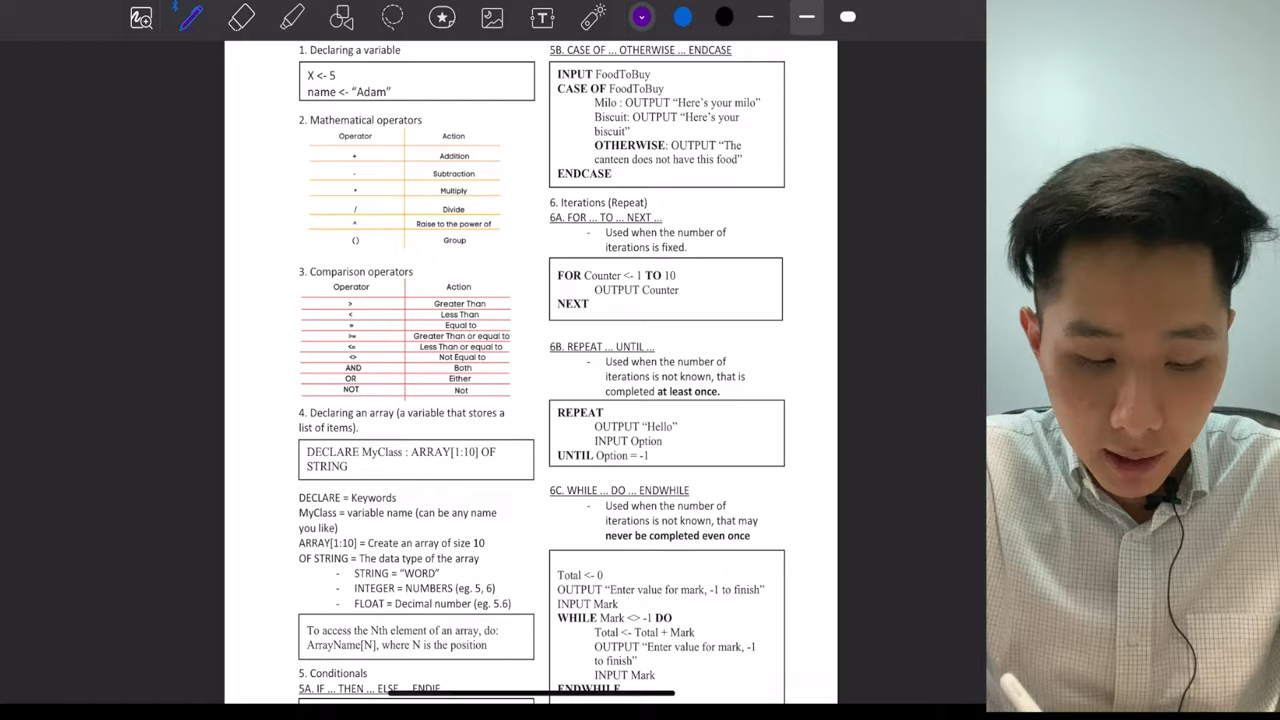 1. Declaring a variable
X <- 5
name <- “Adam”
2. Mathematical operators
Operator Action
+ Addition
- Subtraction
* Multiply
/ Divide
^ Raise to the power of
() Group
3. Comparison operators
Operator Action
> Greater Than
< Less Than
= Equal to
>= Greater Than or equal to
<= Less Than or equal to
<> Not Equal to
AND Both
OR Either
NOT Not
4. Declaring an array (a variable that stores a
list of items).
DECLARE MyClass : ARRAY[1:10] OF
STRING
DECLARE = Keywords
MyClass = variable name (can be any name
you like)
ARRAY[1:10] = Create an array of size 10
OF STRING = The data type of the array
- STRING = “WORD”
- INTEGER = NUMBERS (eg. 5, 6)
- FLOAT = Decimal number (eg. 5.6)
To access the Nth element of an array, do:
ArrayName[N], where N is the position
5. Conditionals
5A. IF ... THEN ... ELSE ... ENDIF
5B. CASE OF ... OTHERWISE ... ENDCASE
INPUT FoodToBuy
CASE OF FoodToBuy
Milo : OUTPUT “Here’s your milo”
Biscuit: OUTPUT “Here’s your
biscuit”
OTHERWISE: OUTPUT “The
canteen does not have this food”
ENDCASE
6. Iterations (Repeat)
6A. FOR ... TO ... NEXT ...
- Used when the number of
iterations is fixed.
FOR Counter <- 1 TO 10
OUTPUT Counter
NEXT
6B. REPEAT ... UNTIL ...
- Used when the number of
iterations is not known, that is
completed at least once.
REPEAT
OUTPUT “Hello”
INPUT Option
UNTIL Option = -1
6C. WHILE ... DO ... ENDWHILE
- Used when the number of
iterations is not known, that may
never be completed even once
Total <- 0
OUTPUT “Enter value for mark, -1 to finish”
INPUT Mark
WHILE Mark <> -1 DO
Total <- Total + Mark
OUTPUT “Enter value for mark, -1
to finish”
INPUT Mark
ENDWHILE